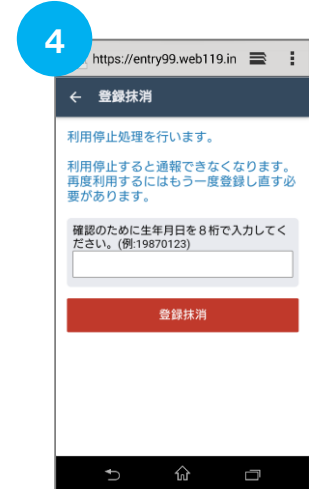 4
https://entry99.web119.in
登録抹消
利用停止処理を行います。
利用停止すると通報できなくなります。
再度利用するにはもう一度登録し直す必
要があります。
確認のために生年月日を８桁で入力してく
ださい。(例:19870123)
登録抹消